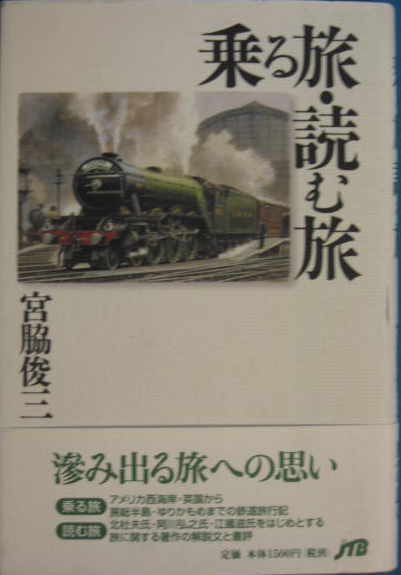 乗る旅・読む旅
宮脇俊三
滲み出る旅への思い
乗る旅
アメリカ西海岸・英国から
房総半島・ゆりかもめまでの鉄道旅行記
読む旅
北杜夫氏・阿川弘之氏・江國滋氏をはじめとする
旅に関する著作の解説文と書評
定価 本体1500円(税別)
JTB